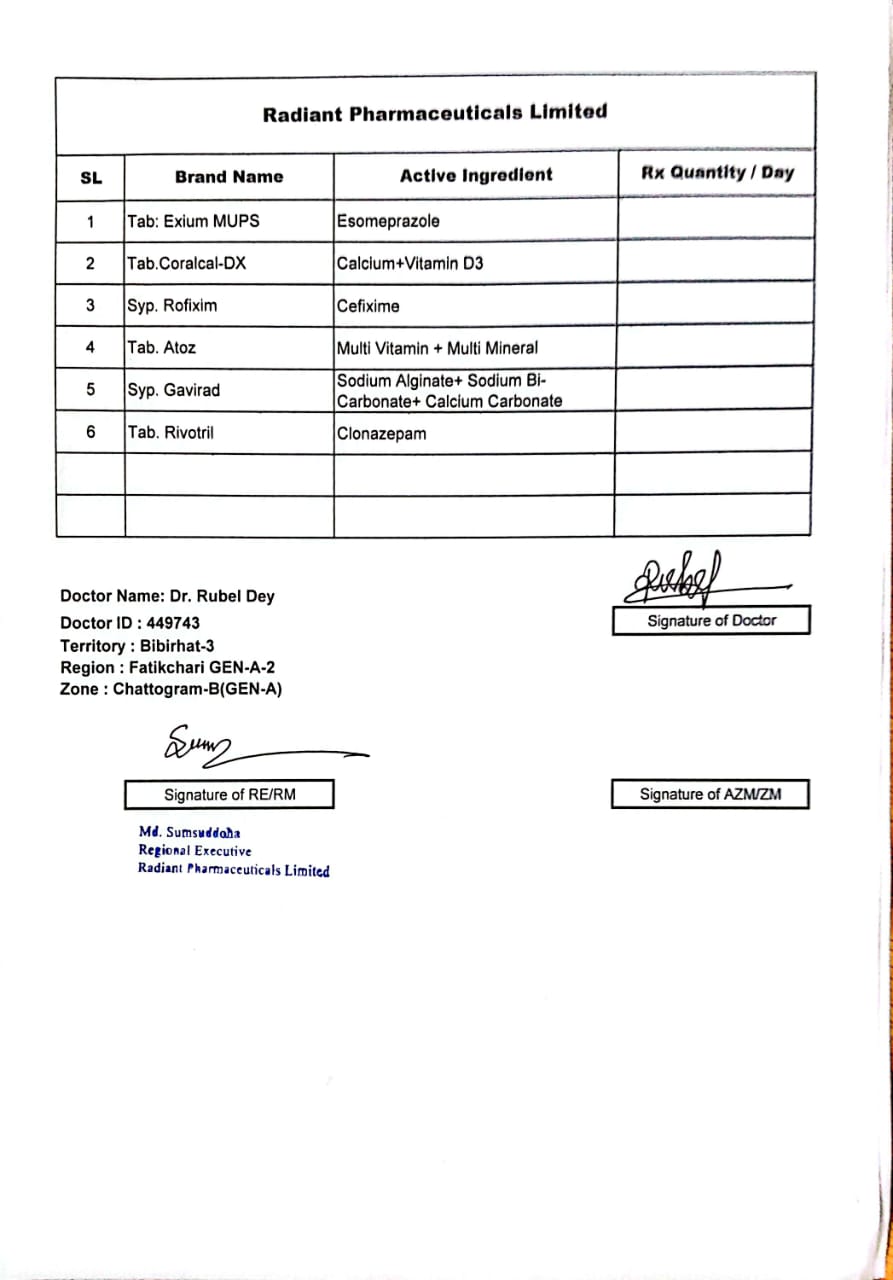 Radiant Pharmaceuticals Limited
SL Brand Name Active Ingredient Rx Quantity / Day
1 Tab: Exium MUPS Esomeprazole
2 Tab.Coralcal-DX Calcium+Vitamin D3
3 Syp. Rofixim Cefixime
4 Tab. Atoz Multi Vitamin + Multi Mineral
5 Syp. Gavirad Sodium Alginate+ Sodium Bi-
Carbonate+ Calcium Carbonate
6 Tab. Rivotril Clonazepam
Doctor Name: Dr. Rubel Dey
Doctor ID : 449743
Territory : Bibirhat-3
Region : Fatikchari GEN-A-2
Zone : Chattogram-B(GEN-A)
Signature of Doctor
Signature of RE/RM
Signature of AZM/ZM
Md. Sumsuddoha
Regional Executive
Radiant Pharmaceuticals Limited